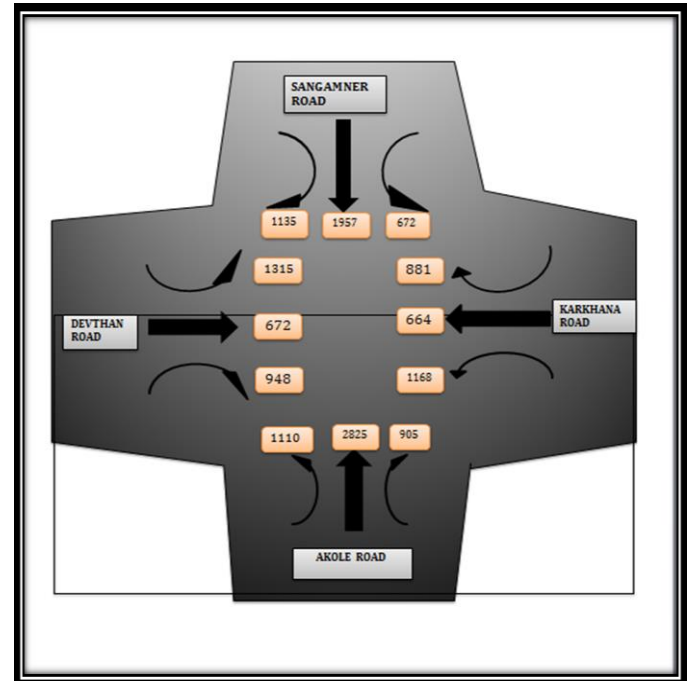 SANGAMNER
ROAD
1135 1957 672
1315 881
KARKHANA
ROAD
DEVTHAN
ROAD
672 664
948 1168
1110 2825 905
AKOLE ROAD